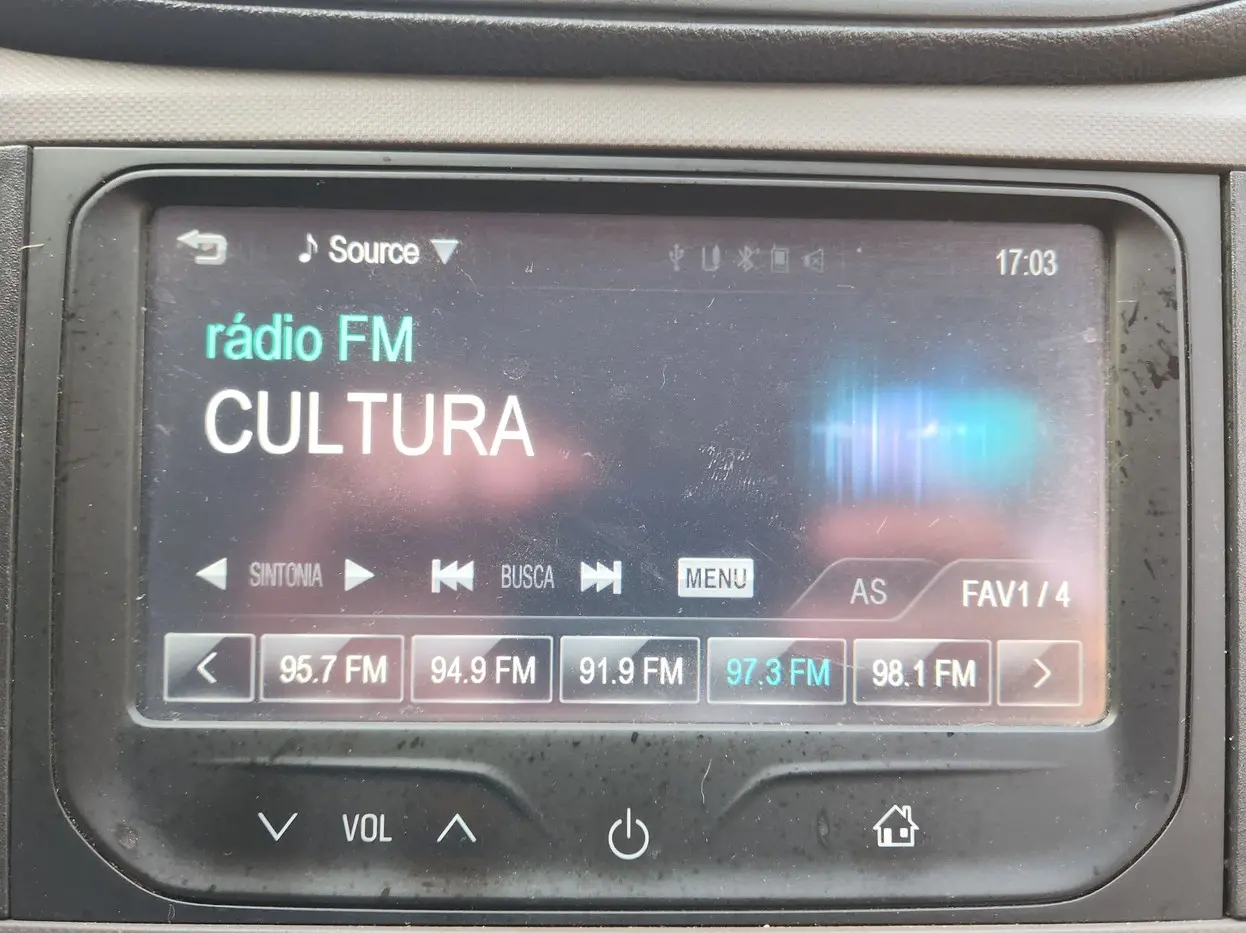 Source
17:03
rádio FM
CULTURA
SINTONIA
BUSCA
MENU
AS
FAV1 / 4
95.7 FM
94.9 FM
91.9 FM
97.3 FM
98.1 FM
VOL